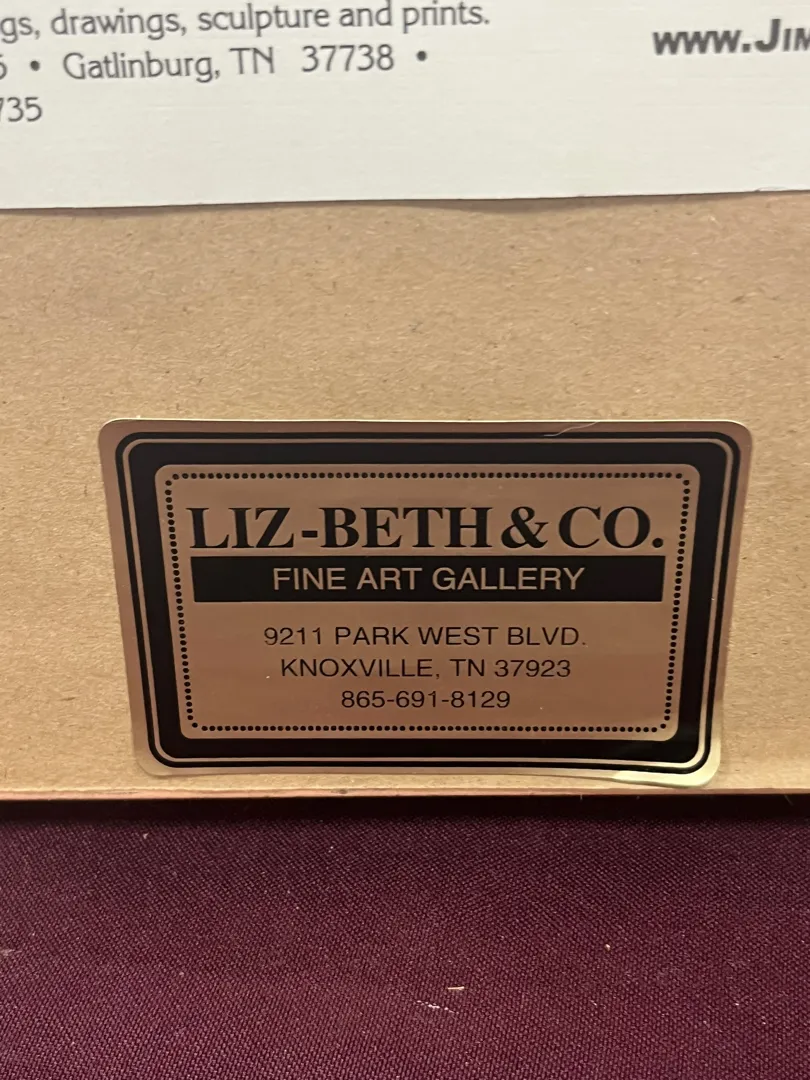 gs, drawings, sculpture and prints.
• Gatlinburg, TN 37738 •
735
www.Jim
LIZ-BETH & CO.
FINE ART GALLERY
9211 PARK WEST BLVD.
KNOXVILLE, TN 37923
865-691-8129